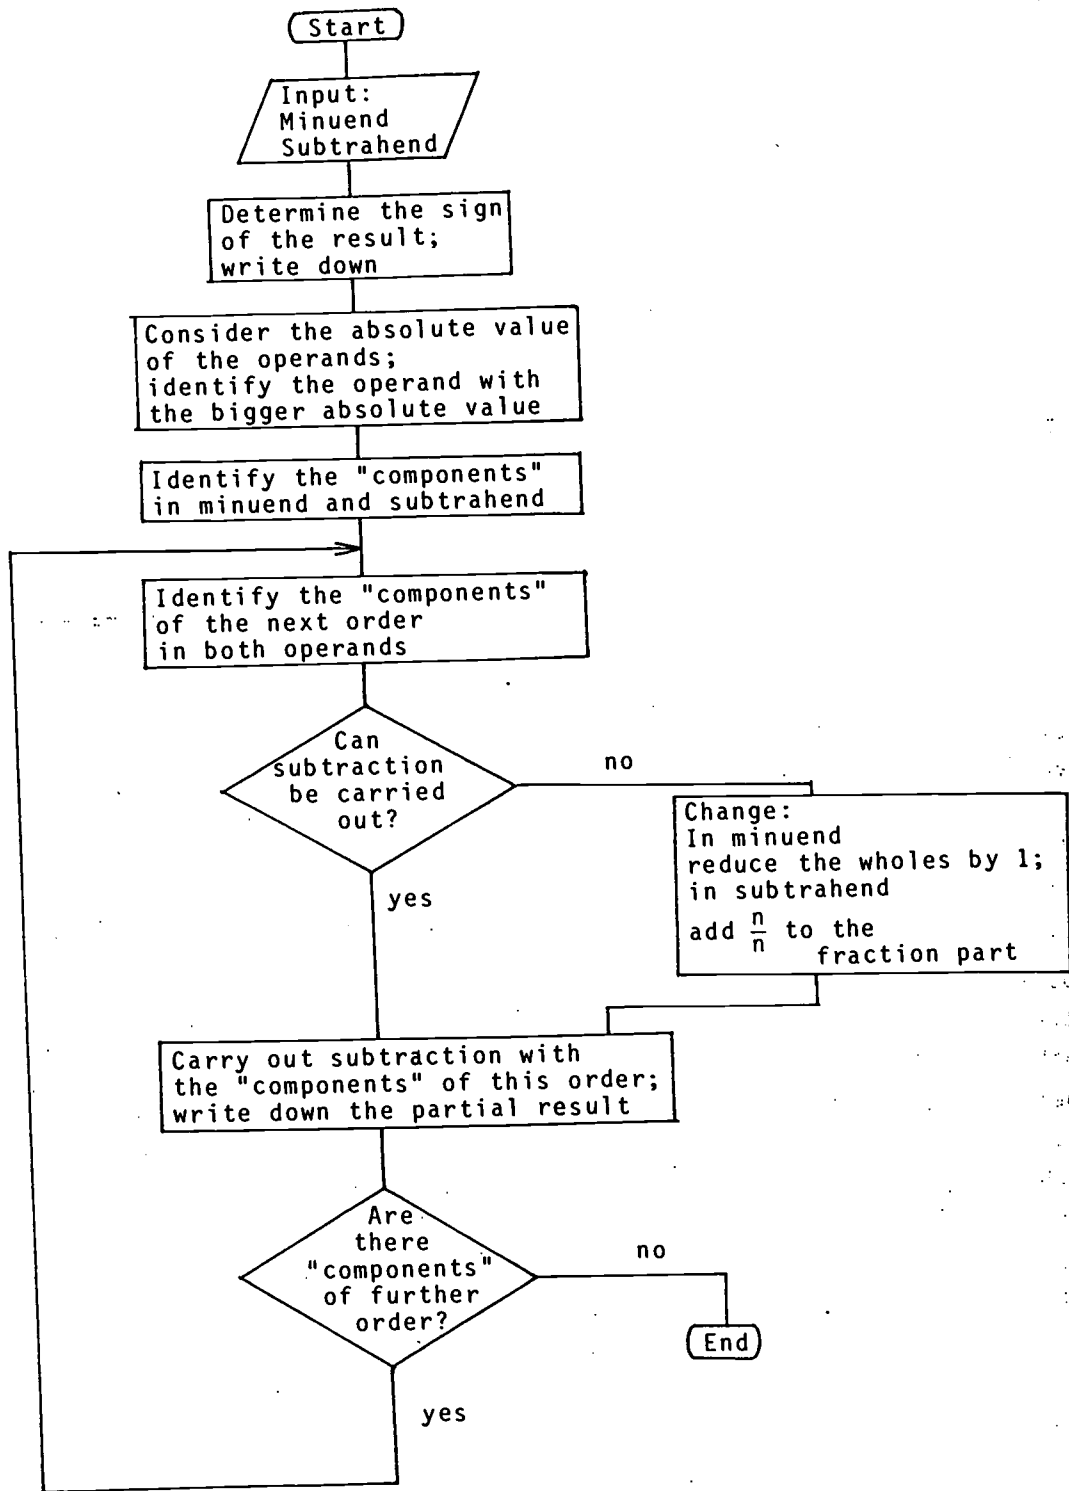 Start
Input:
Minuend
Subtrahend
Determine the sign
of the result;
write down
Consider the absolute value
of the operands;
identify the operand with
the bigger absolute value
Identify the "components"
in minuend and subtrahend
Identify the "components"
of the next order
in both operands
Can
subtraction
be carried
out?
no
Change:
In minuend
reduce the wholes by 1;
in subtrahend
add n/n to the
fraction part
yes
Carry out subtraction with
the "components" of this order;
write down the partial result
Are
there
"components"
of further
order?
no
End
yes